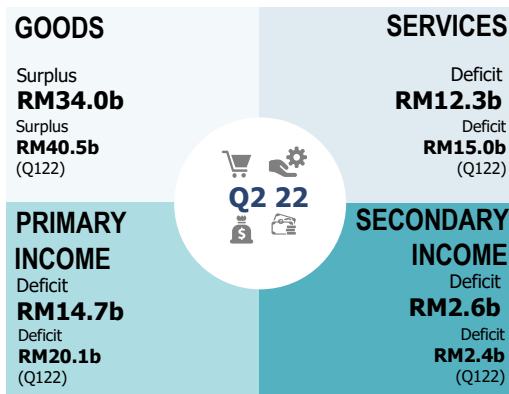 GOODS
Surplus
RM34.0b
Surplus
RM40.5b
(Q122)
SERVICES
Deficit
RM12.3b
Deficit
RM15.0b
(Q122)
Q2 22
PRIMARY
INCOME
Deficit
RM14.7b
Deficit
RM20.1b
(Q122)
SECONDARY
INCOME
Deficit
RM2.6b
Deficit
RM2.4b
(Q122)